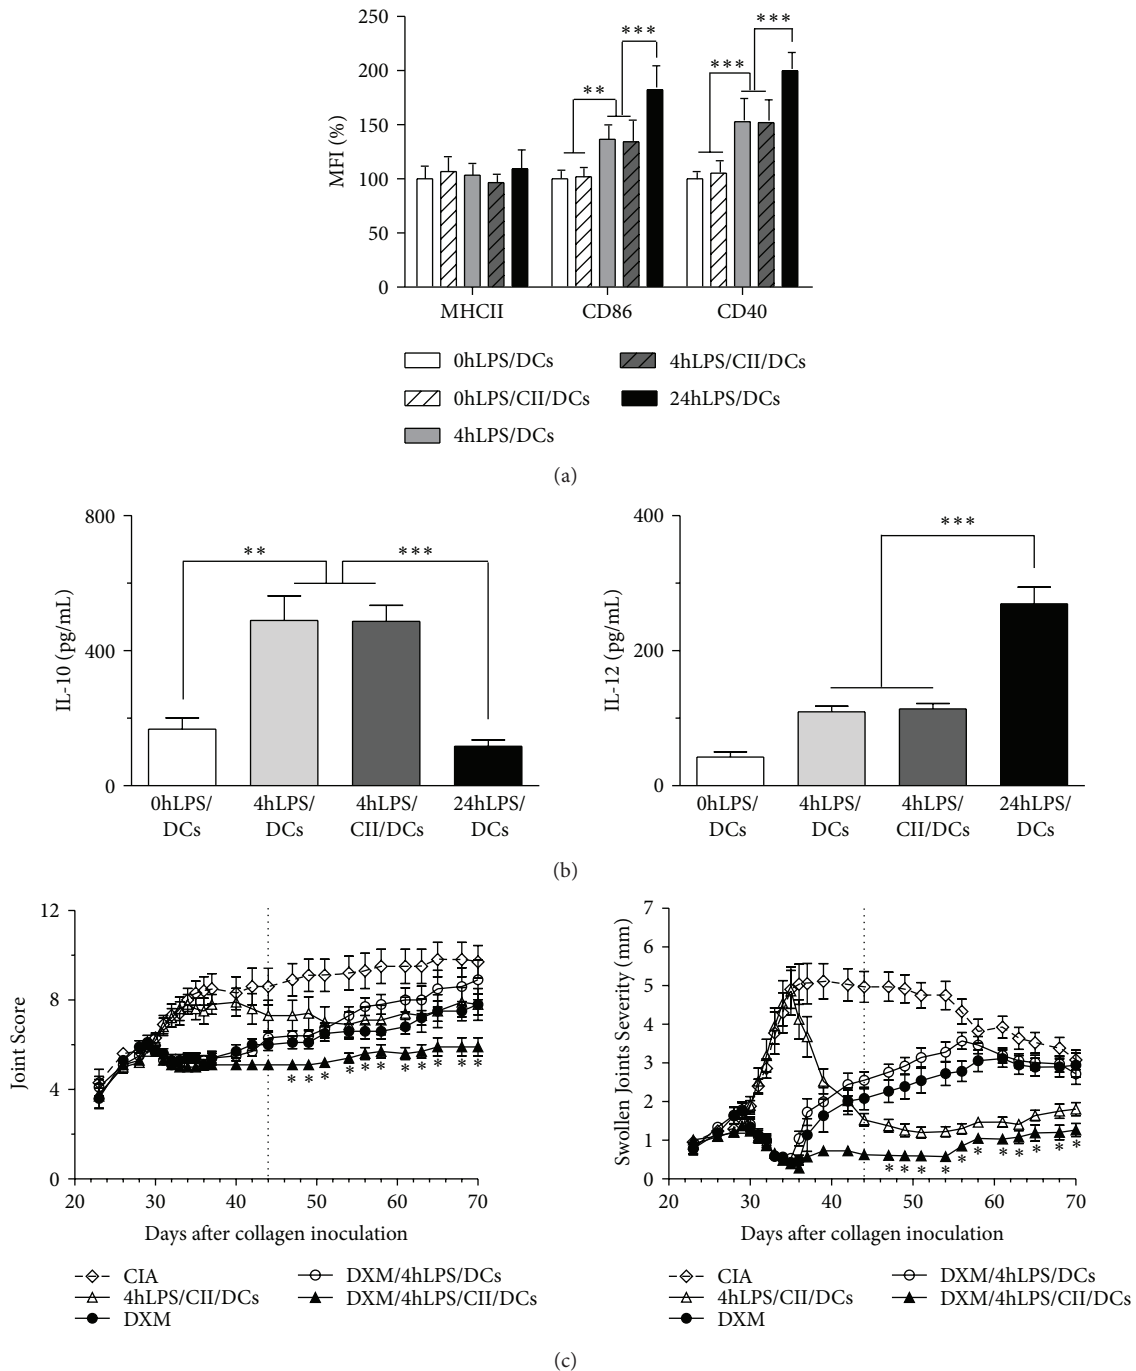 MFI (%)
250
200
150
100
50
0
**
***
***
***
MHCII
CD86
CD40
0hLPS/DCs
0hLPS/CII/DCs
4hLPS/DCs
4hLPS/CII/DCs
24hLPS/DCs
(a)
IL-10 (pg/mL)
800
400
0
**
***
0hLPS/
DCs
4hLPS/
DCs
4hLPS/
CII/DCs
24hLPS/
DCs
IL-12 (pg/mL)
400
200
0
***
0hLPS/
DCs
4hLPS/
DCs
4hLPS/
CII/DCs
24hLPS/
DCs
(b)
Joint Score
12
8
4
0
* * * * * * * * * * *
20 30 40 50 60 70
Days after collagen inoculation
CIA
4hLPS/CII/DCs
DXM
DXM/4hLPS/DCs
DXM/4hLPS/CII/DCs
Swollen Joints Severity (mm)
7
6
5
4
3
2
1
0
* * * * * * * * * * *
20 30 40 50 60 70
Days after collagen inoculation
CIA
4hLPS/CII/DCs
DXM
DXM/4hLPS/DCs
DXM/4hLPS/CII/DCs
(c)